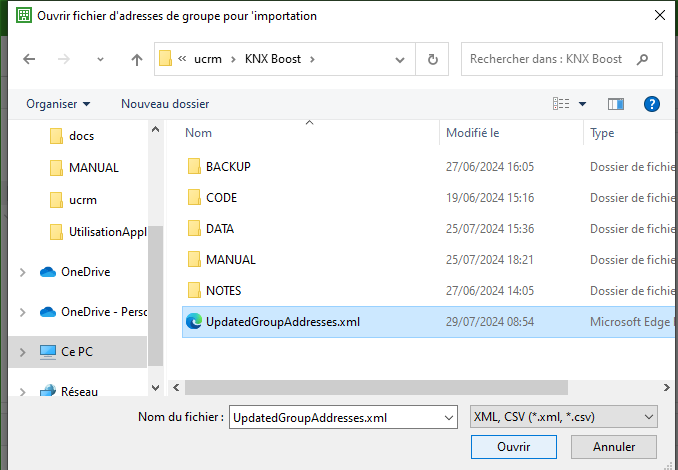 Ouvrir fichier d'adresses de groupe pour 'importation
« ucrm › KNX Boost ›
Rechercher dans : KNX Boost
Organiser
Nouveau dossier
?
Nom
Modifié le
Type
docs
MANUAL
ucrm
UtilisationAppl
OneDrive
OneDrive - Perso
Ce PC
Réseau
BACKUP 27/06/2024 16:05 Dossier de fichie
CODE 19/06/2024 15:16 Dossier de fichie
DATA 25/07/2024 15:36 Dossier de fichie
MANUAL 25/07/2024 18:21 Dossier de fichie
NOTES 27/06/2024 14:05 Dossier de fichie
UpdatedGroupAddresses.xml 29/07/2024 08:54 Microsoft Edge
Nom du fichier : UpdatedGroupAddresses.xml
XML, CSV (*.xml, *.csv)
Ouvrir
Annuler